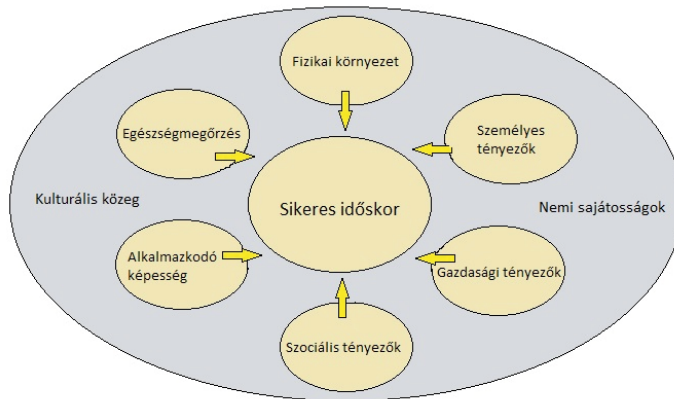 Fizikai környezet
Egészségmegőrzés
Személyes
tényezők
Kulturális közeg
Sikeres időskor
Nemi sajátosságok
Alkalmazkodó
képesség
Gazdasági tényezők
Szociális tényezők